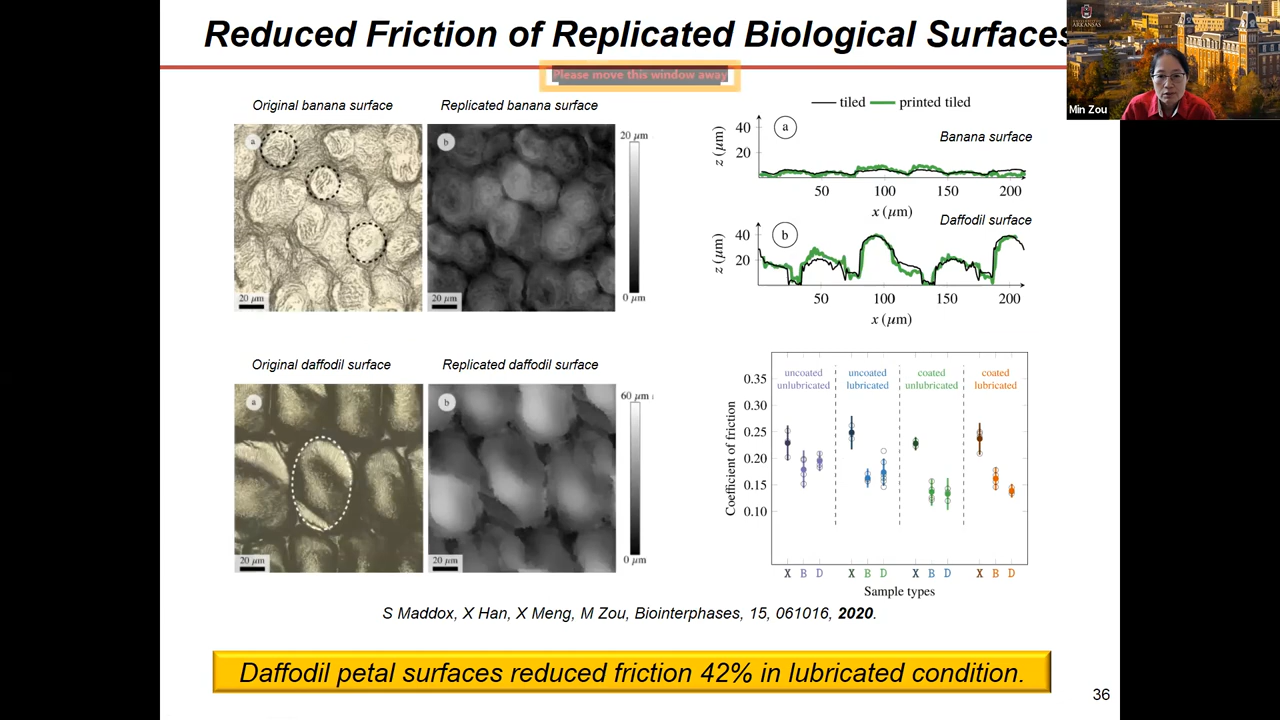 Reduced Friction of Replicated Biological Surfaces
Please move this window away
ARKANSAS
Min Zou
Original banana surface
Replicated banana surface
a
20 µm
b
20 µm
20 µm
0 µm
tiled
printed tiled
a
Banana surface
z (µm)
40
20
50
100
150
200
x (µm)
b
Daffodil surface
z (µm)
40
20
50
100
150
200
x (µm)
Original daffodil surface
Replicated daffodil surface
a
20 µm
b
20 µm
60 µm
0 µm
uncoated
unlubricated
uncoated
lubricated
coated
unlubricated
coated
lubricated
Coefficient of friction
0.35
0.30
0.25
0.20
0.15
0.10
X B D X B D X B D X B D
Sample types
S Maddox, X Han, X Meng, M Zou, Biointerphases, 15, 061016, 2020.
Daffodil petal surfaces reduced friction 42% in lubricated condition.
36